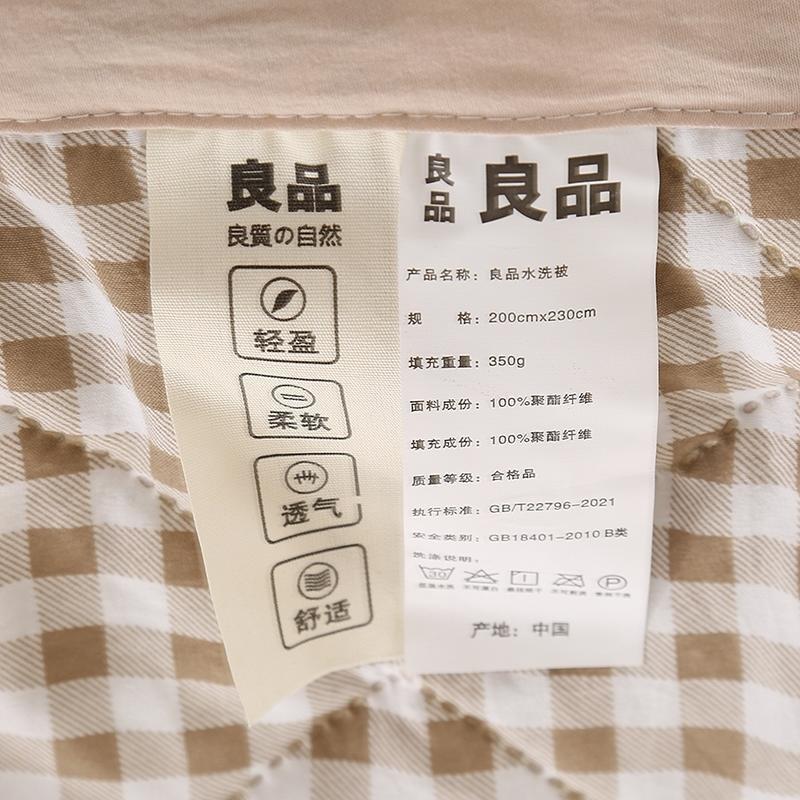 良品
良質の自然
轻盈
柔软
透气
舒适
良品 良品
产品名称：良品水洗被
规 格：200cmx230cm
填充重量：350g
面料成份：100%聚酯纤维
填充成份：100%聚酯纤维
质量等级：合格品
执行标准：GB/T22796-2021
安全类别：GB18401-2010 B类
洗涤说明：
30
P
产地：中国